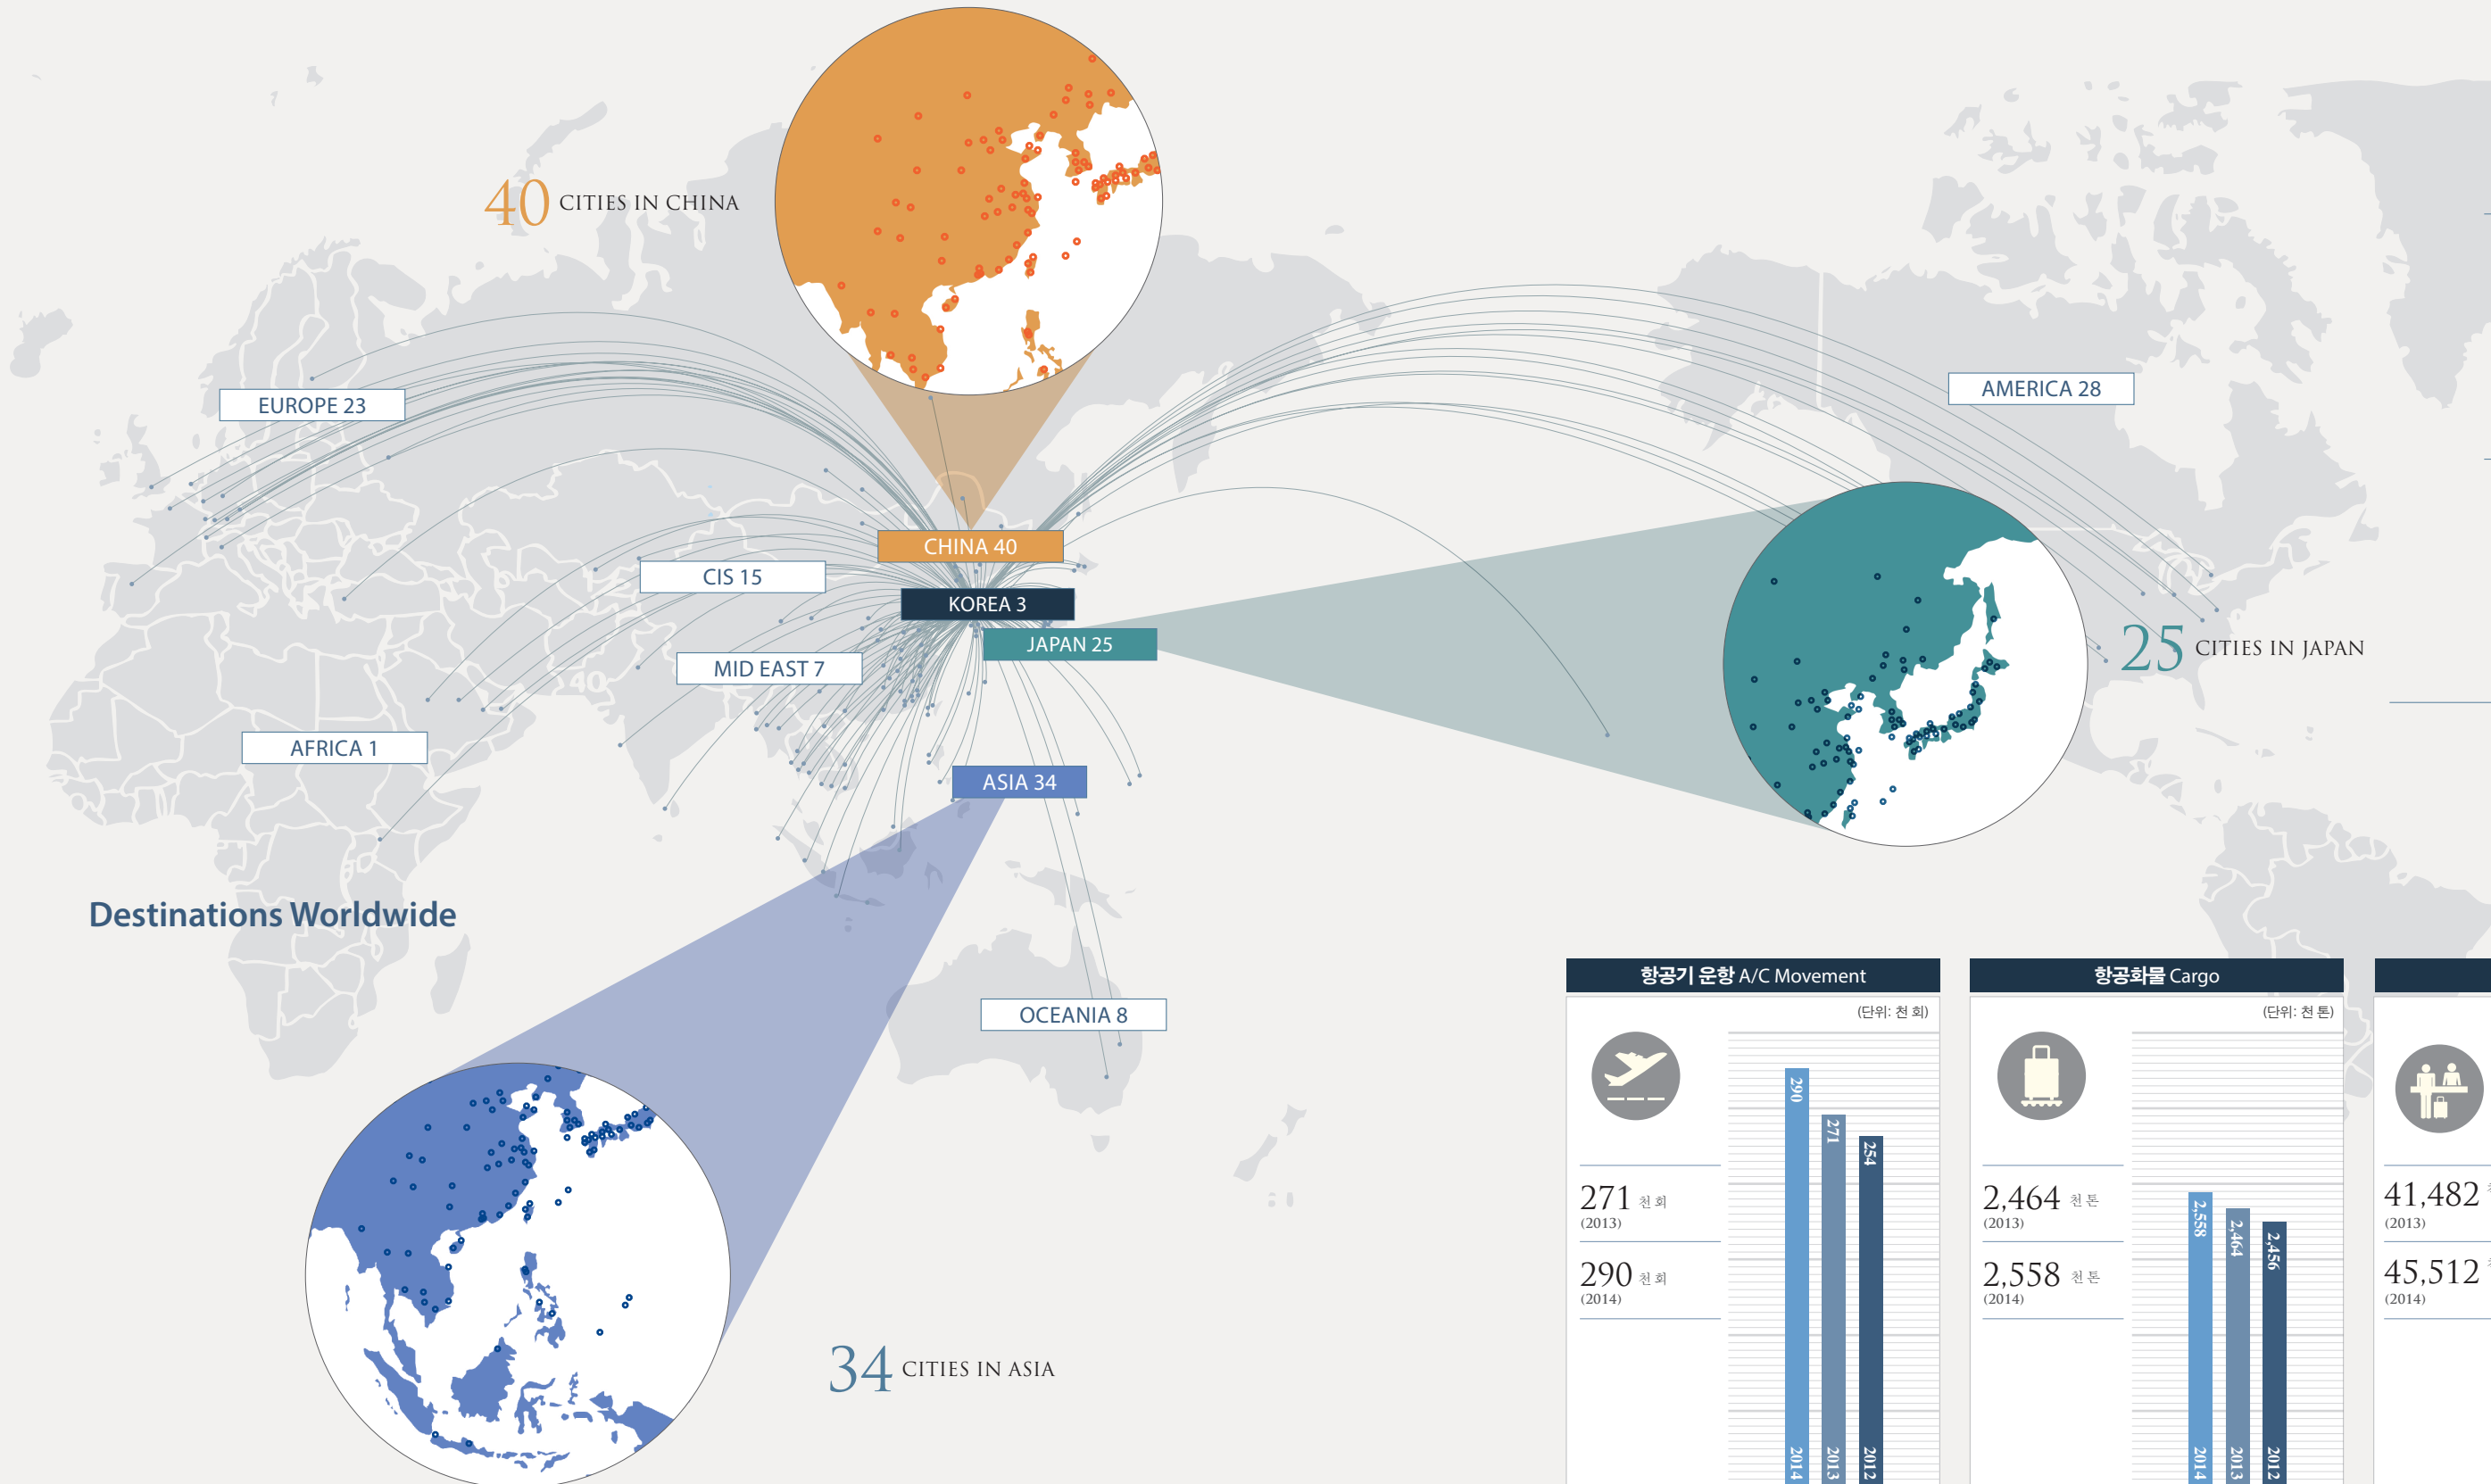 40 CITIES IN CHINA
EUROPE 23
AMERICA 28
CHINA 40
CIS 15
KOREA 3
JAPAN 25
25 CITIES IN JAPAN
MID EAST 7
AFRICA 1
ASIA 34
Destinations Worldwide
OCEANIA 8
34 CITIES IN ASIA
항공기 운항 A/C Movement
(단위: 천 회)
290
271
254
271 천 회
(2013)
290 천 회
(2014)
2014
2013
2012
항공화물 Cargo
(단위: 천 톤)
2,558
2,464
2,456
2,464 천 톤
(2013)
2,558 천 톤
(2014)
2014
2013
2012
41,482
(2013)
45,512
(2014)